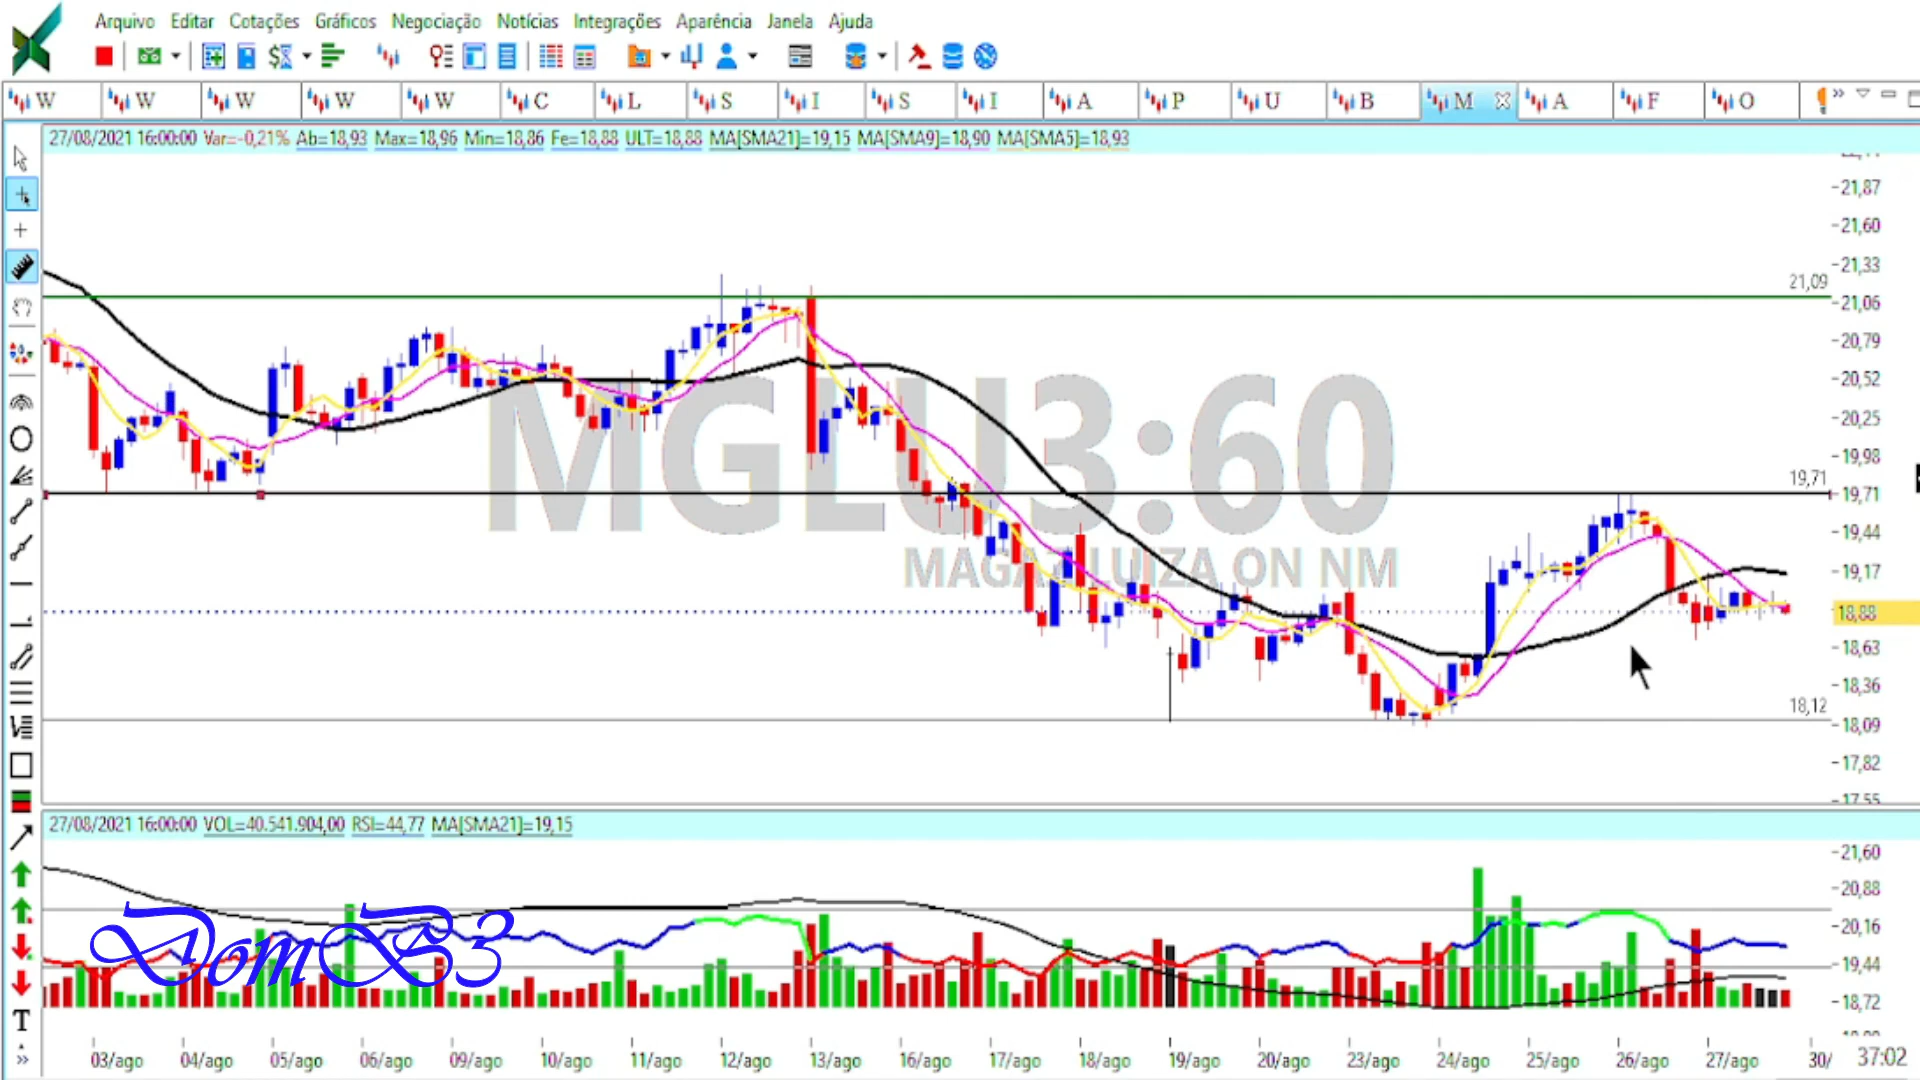 Arquivo Editar Cotações Gráficos Negociação Notícias Integrações Aparência Janela Ajuda
W W W W W C L S I S I A P U B M A F O
27/08/2021 16:00:00 Var=-0,21% Ab=18,93 Max=18,96 Min=18,86 Fe=18,88 ULT=18,88 MA[SMA21]=19,15 MA[SMA9]=18,90 MA[SMA5]=18,93
21,87
21,60
21,33
21,09
21,06
20,79
20,52
20,25
19,98
19,71
19,71
19,44
19,17
18,88
18,63
18,36
18,12
18,09
17,82
17,55
MGLU3:60
MAGAZ LUIZA ON NM
27/08/2021 16:00:00 VOL=40.541.904,00 RSI=44,77 MA[SMA21]=19,15
21,60
20,88
20,16
19,44
18,72
DomB3
T
03/ago 04/ago 05/ago 06/ago 09/ago 10/ago 11/ago 12/ago 13/ago 16/ago 17/ago 18/ago 19/ago 20/ago 23/ago 24/ago 25/ago 26/ago 27/ago 30/
37:02